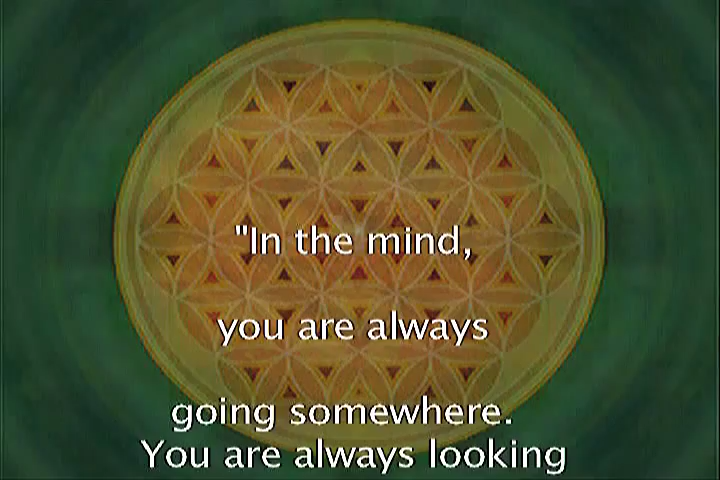 "In the mind,
you are always
going somewhere.
You are always looking